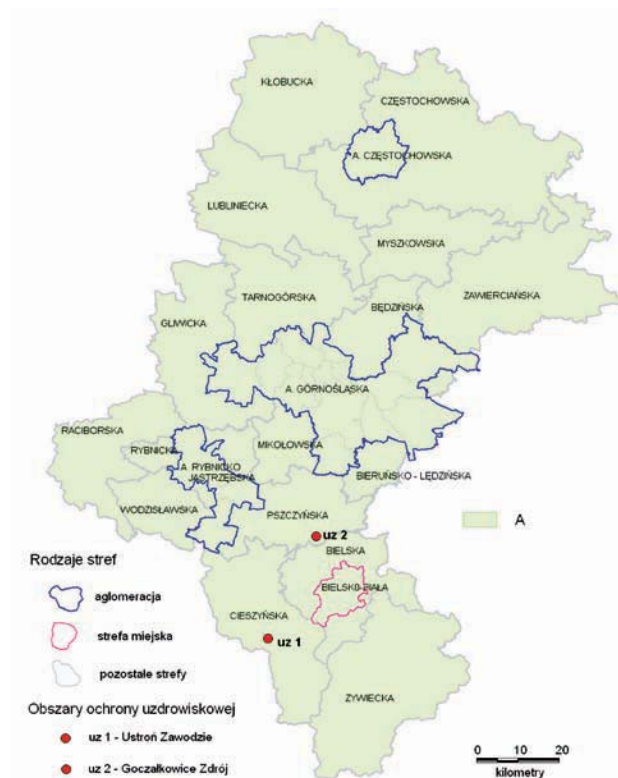 KŁOBUCKA
CZĘSTOCHOWSKA
A. CZĘSTOCHOWSKA
LUBLINIECKA
MYSZKOWSKA
ZAWIERCIAŃSKA
TARNOGÓRSKA
BĘDZIŃSKA
GLIWICKA
A. GÓRNOŚLĄSKA
RACIBORSKA
RYBNICKA
MIKOŁOWSKA
A. RYBNICKO
JASTRZĘBSKA
BIERUŃSKO - LĘDZIŃSKA
WODZISŁAWSKA
PSZCZYŃSKA
A
uz 2
BIELSKA
Rodzaje stref
BIELSKO-BIAŁA
aglomeracja
CIESZYŃSKA
strefa miejska
uz 1
pozostałe strefy
ŻYWIECKA
Obszary ochrony uzdrowiskowej
uz 1 - Ustroń Zawodzie
uz 2 - Goczałkowice Zdrój
0 10 20
kilometry